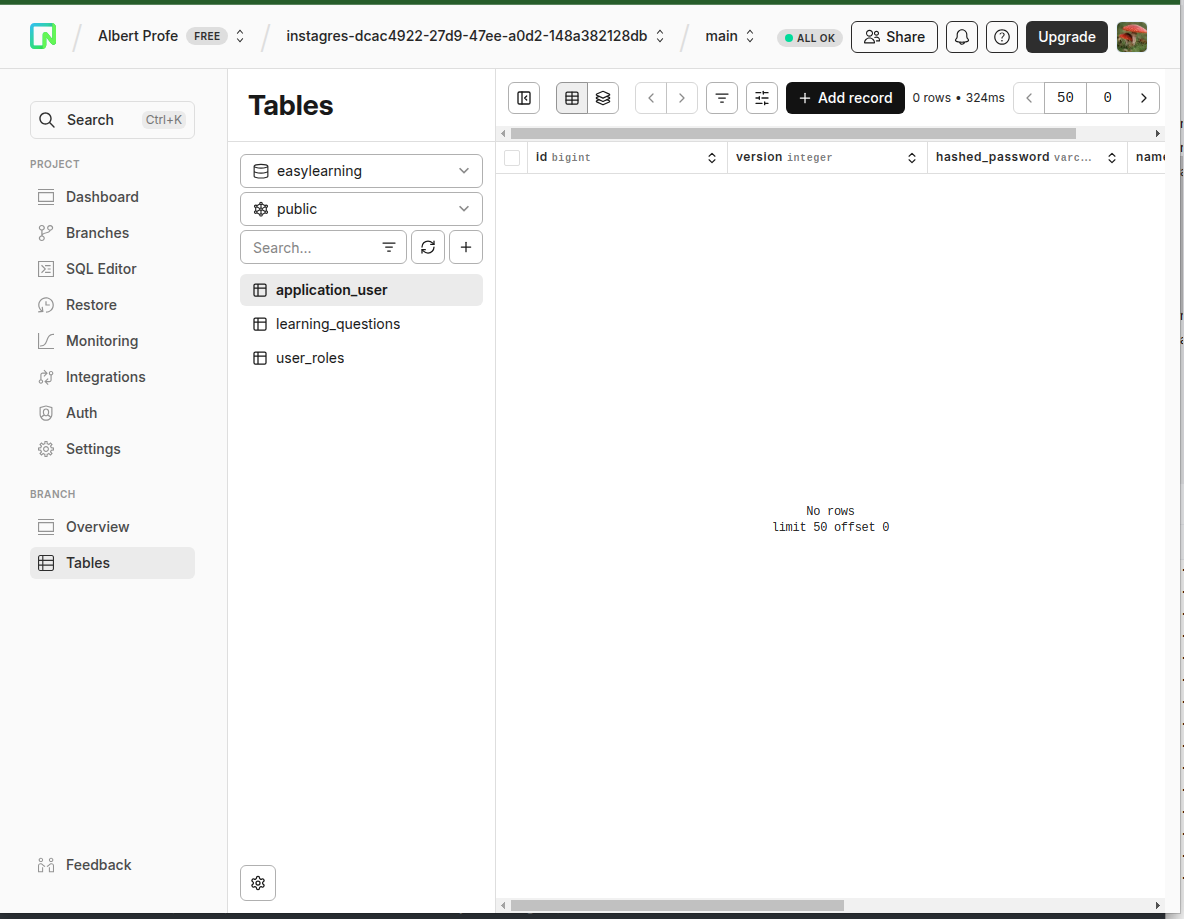 Albert Profe FREE instagres-dcac4922-27d9-47ee-a0d2-148a382128db main ALL OK Share Upgrade
Search Ctrl+K
PROJECT
Dashboard
Branches
SQL Editor
Restore
Monitoring
Integrations
Auth
Settings
BRANCH
Overview
Tables
Feedback
Tables
easylearning
public
Search...
application_user
learning_questions
user_roles
Add record 0 rows • 324ms 50 0
id bigint version integer hashed_password varc... name
No rows
limit 50 offset 0